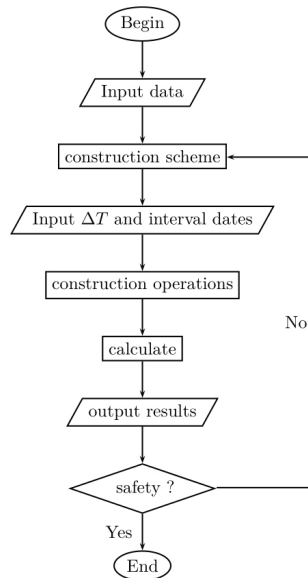 Begin
Input data
construction scheme
Input ΔT and interval dates
construction operations
No
calculate
output results
safety ?
Yes
End